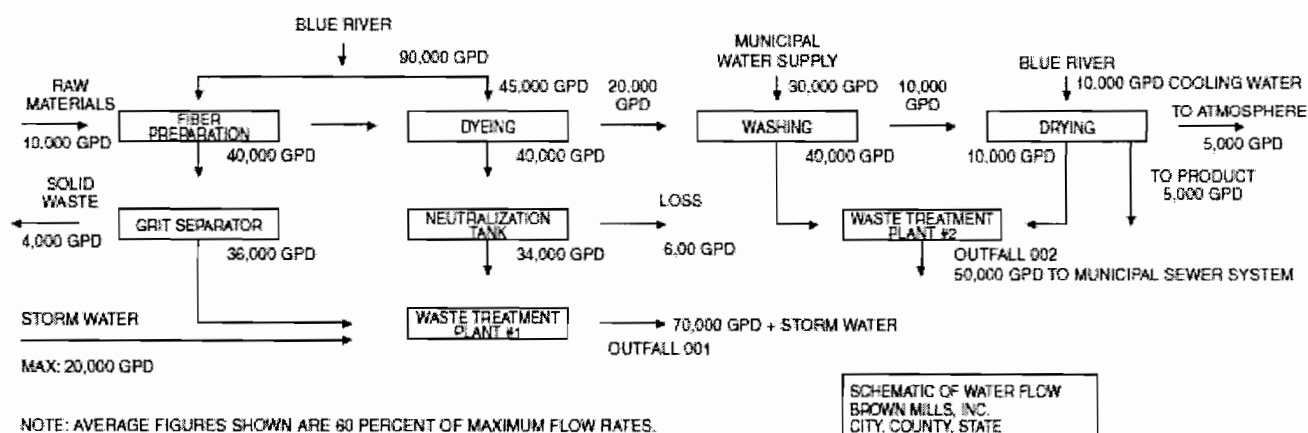 BLUE RIVER
90,000 GPD
MUNICIPAL
WATER SUPPLY
BLUE RIVER
RAW
MATERIALS
45,000 GPD
20,000
GPD
30,000 GPD
10,000
GPD
10,000 GPD COOLING WATER
TO ATMOSPHERE
10,000 GPD
FIBER
PREPARATION
DYEING
WASHING
DRYING
5,000 GPD
40,000 GPD
40,000 GPD
40,000 GPD
10,000 GPD
TO PRODUCT
5,000 GPD
SOLID
WASTE
LOSS
4,000 GPD
GRIT SEPARATOR
NEUTRALIZATION
TANK
WASTE TREATMENT
PLANT #2
36,000 GPD
34,000 GPD
6,00 GPD
OUTFALL 002
50,000 GPD TO MUNICIPAL SEWER SYSTEM
STORM WATER
WASTE TREATMENT
PLANT #1
70,000 GPD + STORM WATER
OUTFALL 001
MAX: 20,000 GPD
SCHEMATIC OF WATER FLOW
BROWN MILLS, INC.
CITY, COUNTY, STATE
NOTE: AVERAGE FIGURES SHOWN ARE 60 PERCENT OF MAXIMUM FLOW RATES.